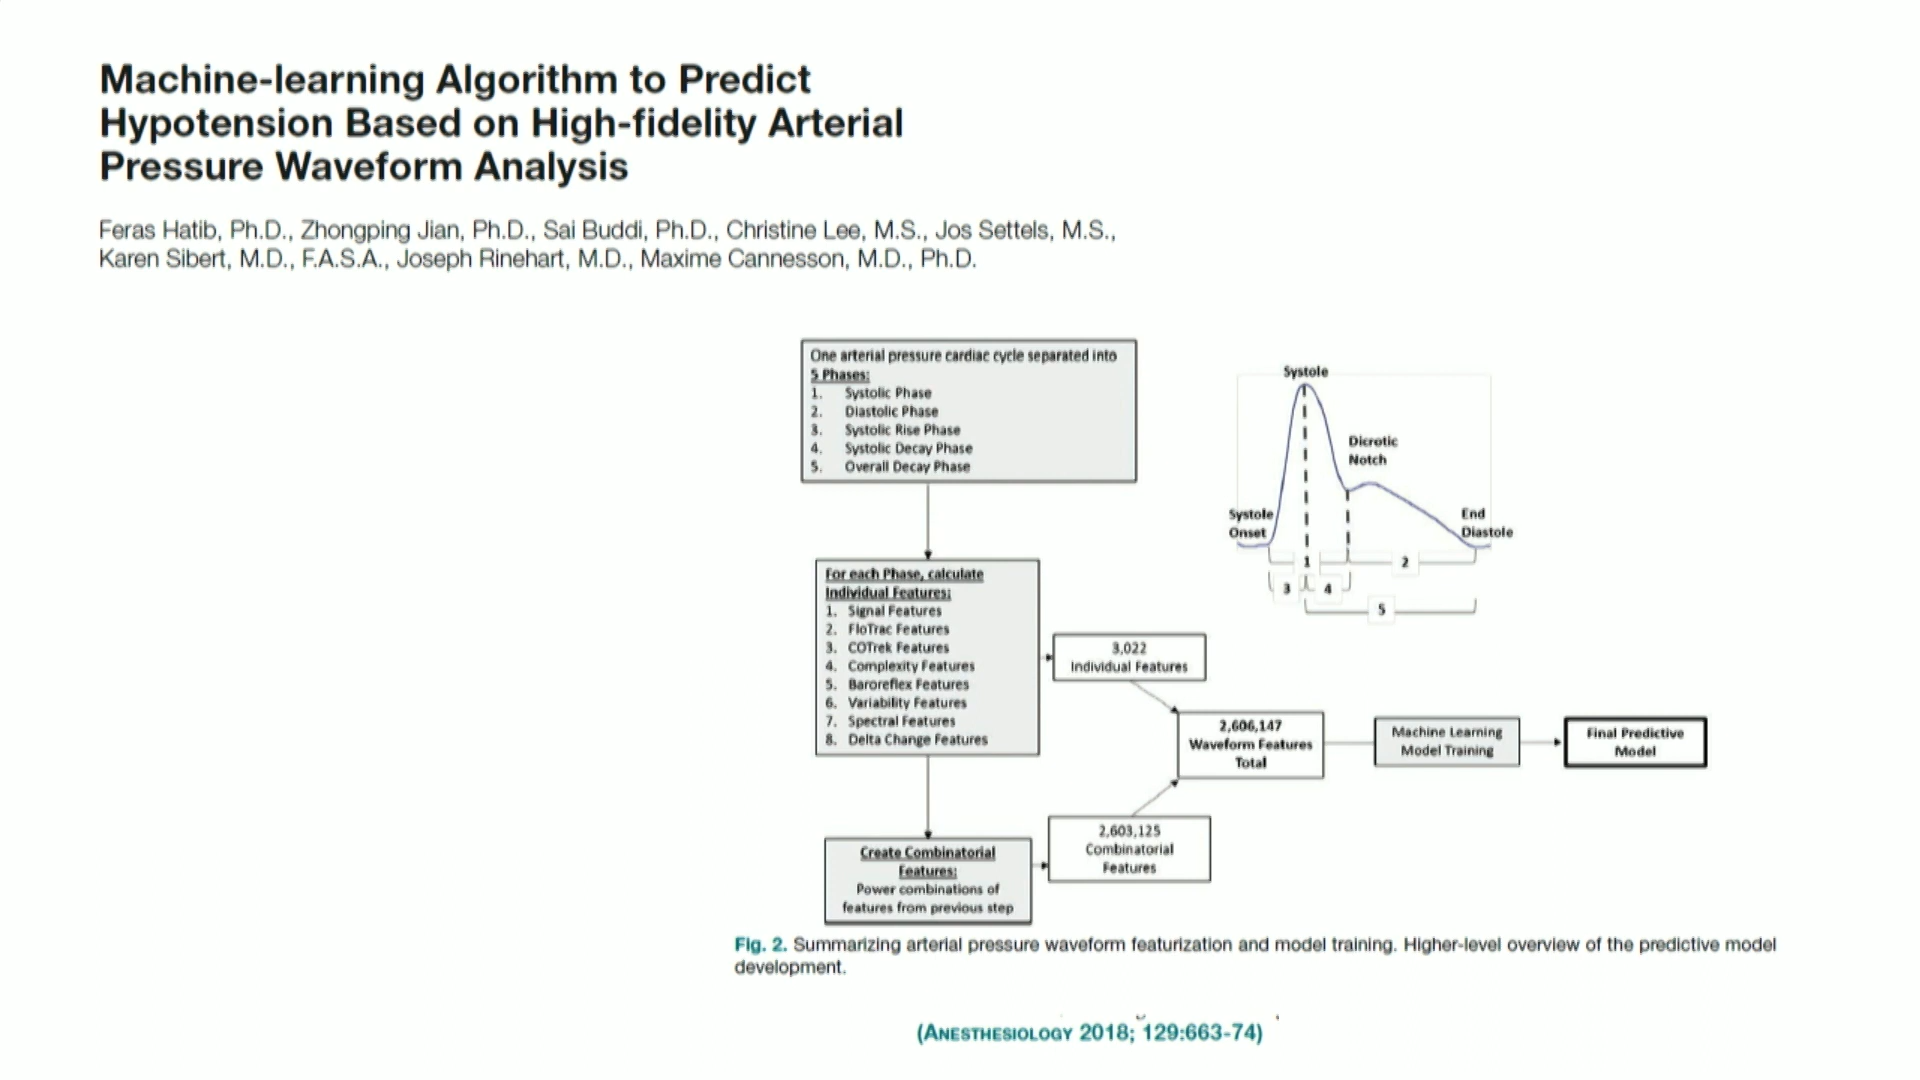 Machine-learning Algorithm to Predict
Hypotension Based on High-fidelity Arterial
Pressure Waveform Analysis
Feras Hatib, Ph.D., Zhongping Jian, Ph.D., Sai Buddi, Ph.D., Christine Lee, M.S., Jos Settels, M.S.,
Karen Sibert, M.D., F.A.S.A., Joseph Rinehart, M.D., Maxime Cannesson, M.D., Ph.D.
One arterial pressure cardiac cycle separated into
5 Phases:
1. Systolic Phase
2. Diastolic Phase
3. Systolic Rise Phase
4. Systolic Decay Phase
5. Overall Decay Phase
Systole
Dicrotic
Notch
Systole
Onset
End
Diastole
1
2
3
4
5
For each Phase, calculate
Individual Features:
1. Signal Features
2. FloTrac Features
3. COTrek Features
4. Complexity Features
5. Baroreflex Features
6. Variability Features
7. Spectral Features
8. Delta Change Features
3,022
Individual Features
2,606,147
Waveform Features
Total
Machine Learning
Model Training
Final Predictive
Model
2,603,125
Combinatorial
Features
Create Combinatorial
Features:
Power combinations of
features from previous step
Fig. 2. Summarizing arterial pressure waveform featurization and model training. Higher-level overview of the predictive model
development.
(ANESTHESIOLOGY 2018; 129:663-74)